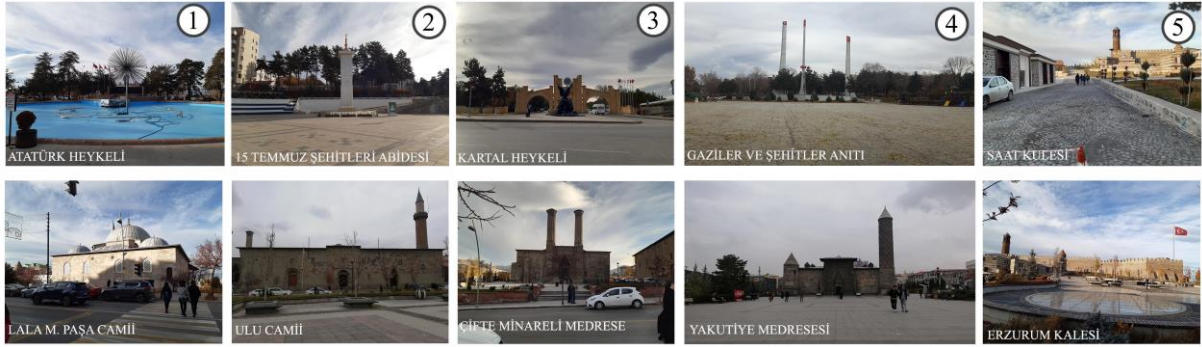 1
2
3
4
5
ATATÜRK HEYKELİ
15 TEMMUZ ŞEHİTLERİ ABİDESİ
KARTAL HEYKELİ
GAZİLER VE ŞEHİTLER ANITI
SAAT KULESİ
LALA M. PAŞA CAMİİ
ULU CAMİİ
ÇİFTE MİNARELİ MEDRESE
YAKUTİYE MEDRESESİ
ERZURUM KALESİ